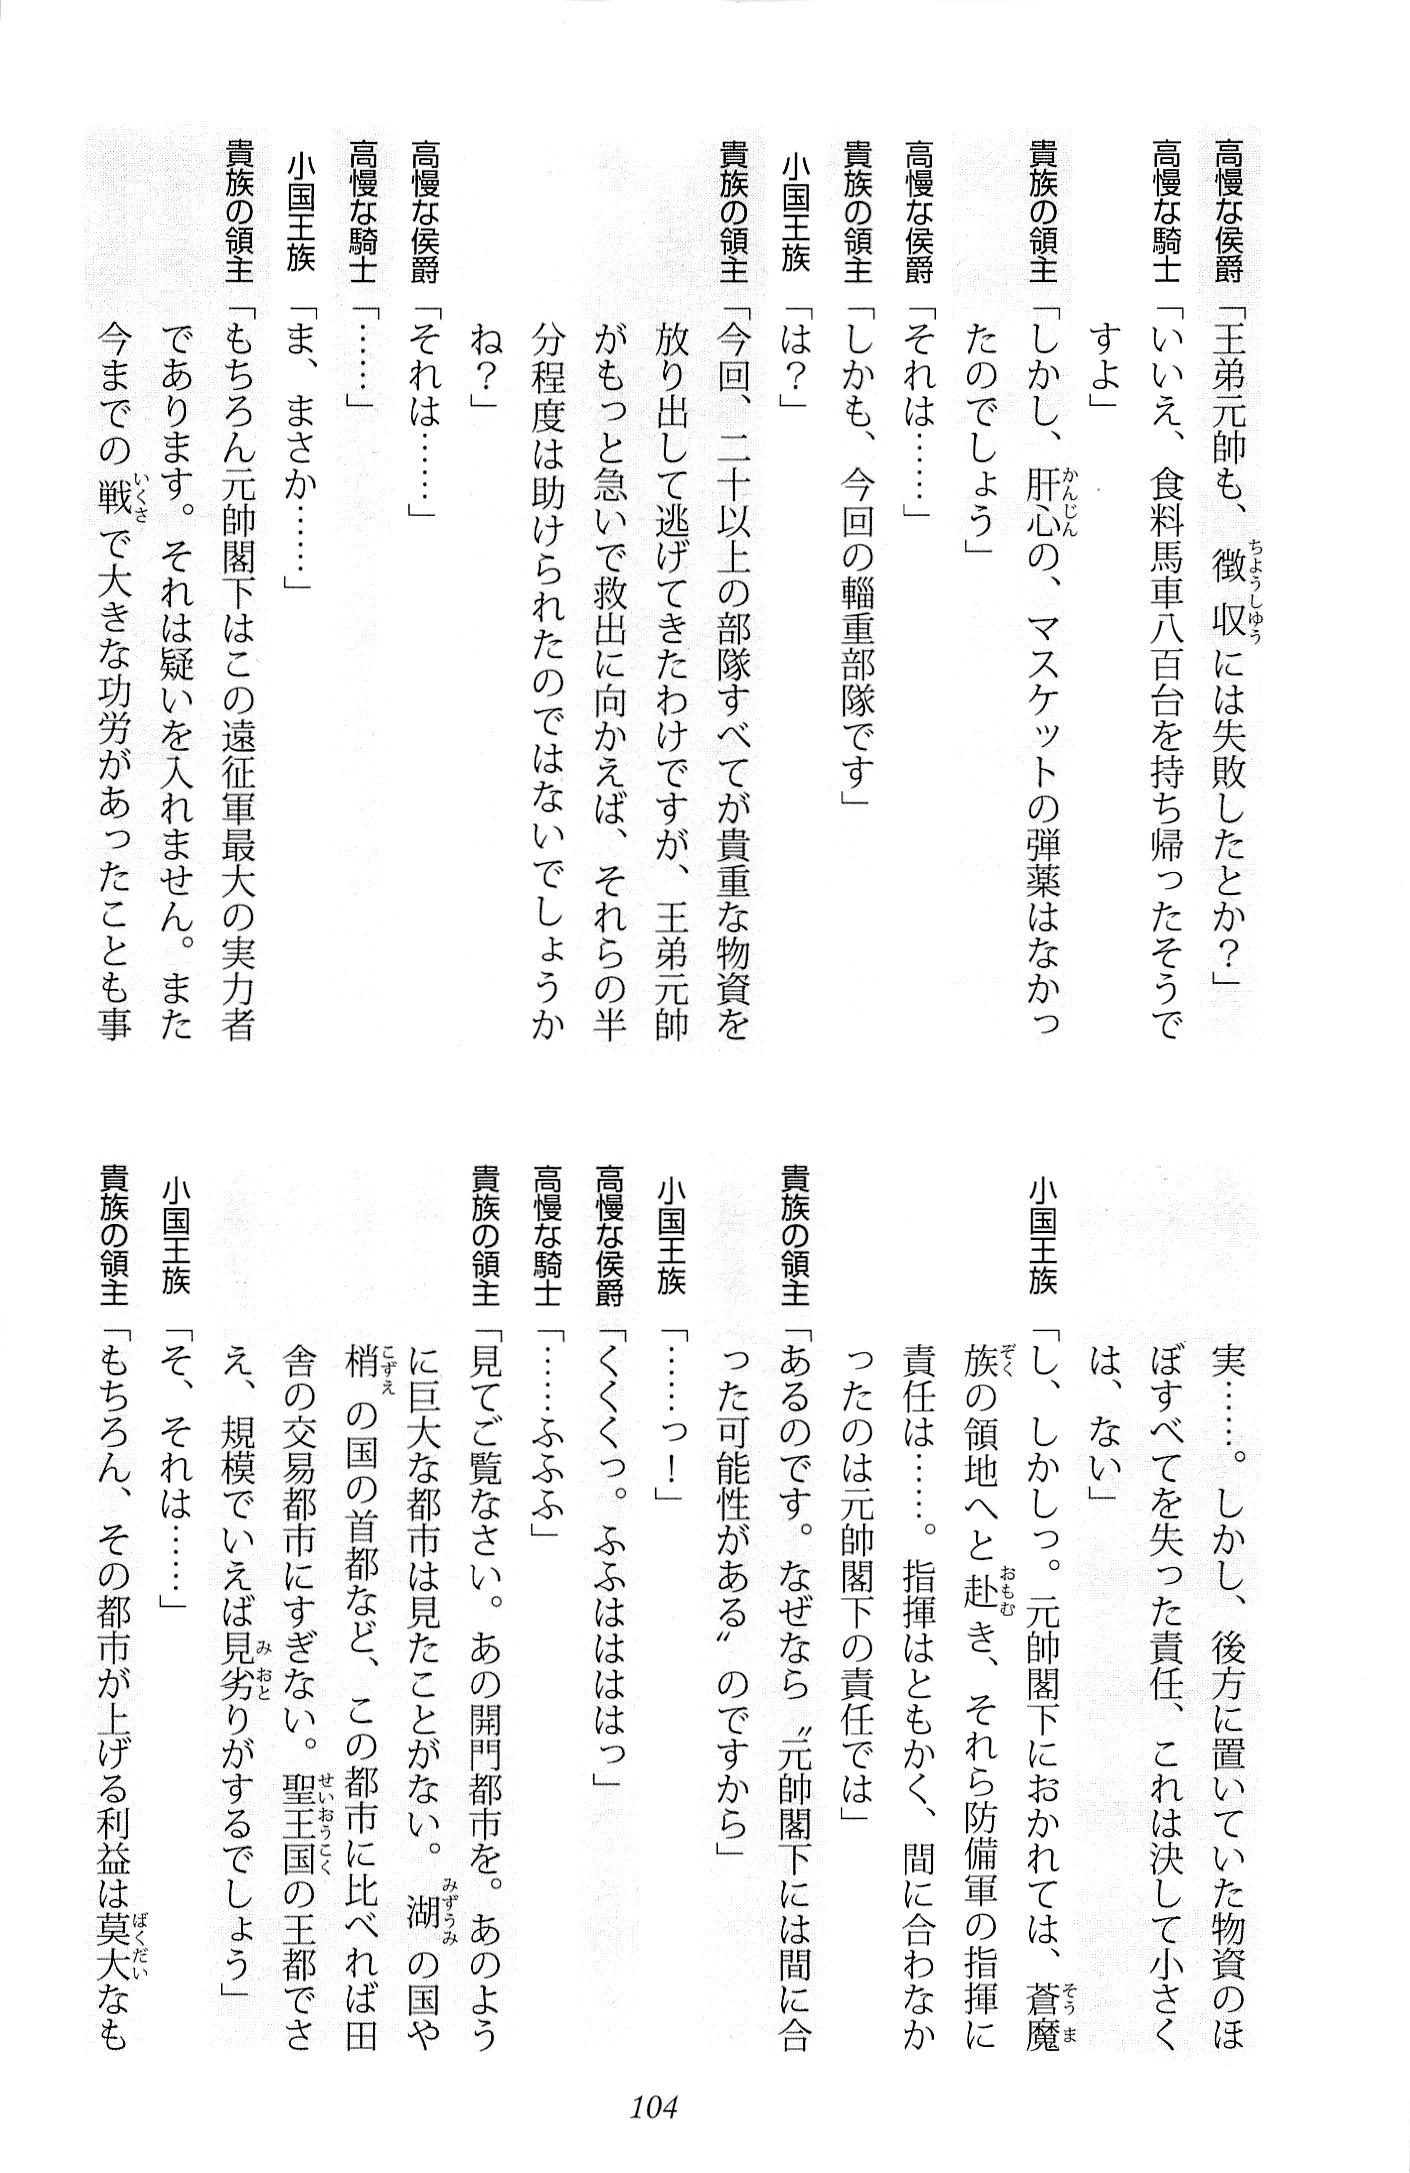 高慢な侯爵「王弟元帥も、徴収には失敗したとか？」
高慢な騎士「いいえ、食料馬車八百台を持ち帰ったそうで
すよ」
貴族の領主「しかし、肝心の、マスケットの弾薬はなかっ
たのでしょう」
高慢な侯爵「それは……」
貴族の領主「しかも、今回の輜重部隊です」
小国王族「は？」
貴族の領主「今回、二十以上の部隊すべてが貴重な物資を
放り出して逃げてきたわけですが、王弟元帥
がもっと急いで救出に向かえば、それらの半
分程度は助けられたのではないでしょうか
ね？」
高慢な侯爵「それは……」
高慢な騎士「……」
小国王族「ま、まさか……」
貴族の領主「もちろん元帥閣下はこの遠征軍最大の実力者
であります。それは疑いを入れません。また
今までの戦で大きな功労があったことも事
実……。しかし、後方に置いていた物資のほ
ぼすべてを失った責任、これは決して小さく
は、ない」
小国王族「し、しかしっ。元帥閣下におかれては、蒼魔
族の領地へと赴き、それら防備軍の指揮に
責任は……。指揮はともかく、間に合わなか
ったのは元帥閣下の責任では」
貴族の領主「あるのです。なぜなら〝元帥閣下には間に合
った可能性がある〟のですから」
小国王族「……っ！」
高慢な侯爵「くくくっ。ふふはははっ」
高慢な騎士「……ふふふ」
貴族の領主「見てご覧なさい。あの開門都市を。あのよう
に巨大な都市は見たことがない。湖の国や
梢の国の首都など、この都市に比べれば田
舎の交易都市にすぎない。聖王国の王都でさ
え、規模でいえば見劣りがするでしょう」
小国王族「そ、それは……」
貴族の領主「もちろん、その都市が上げる利益は莫大なも
104